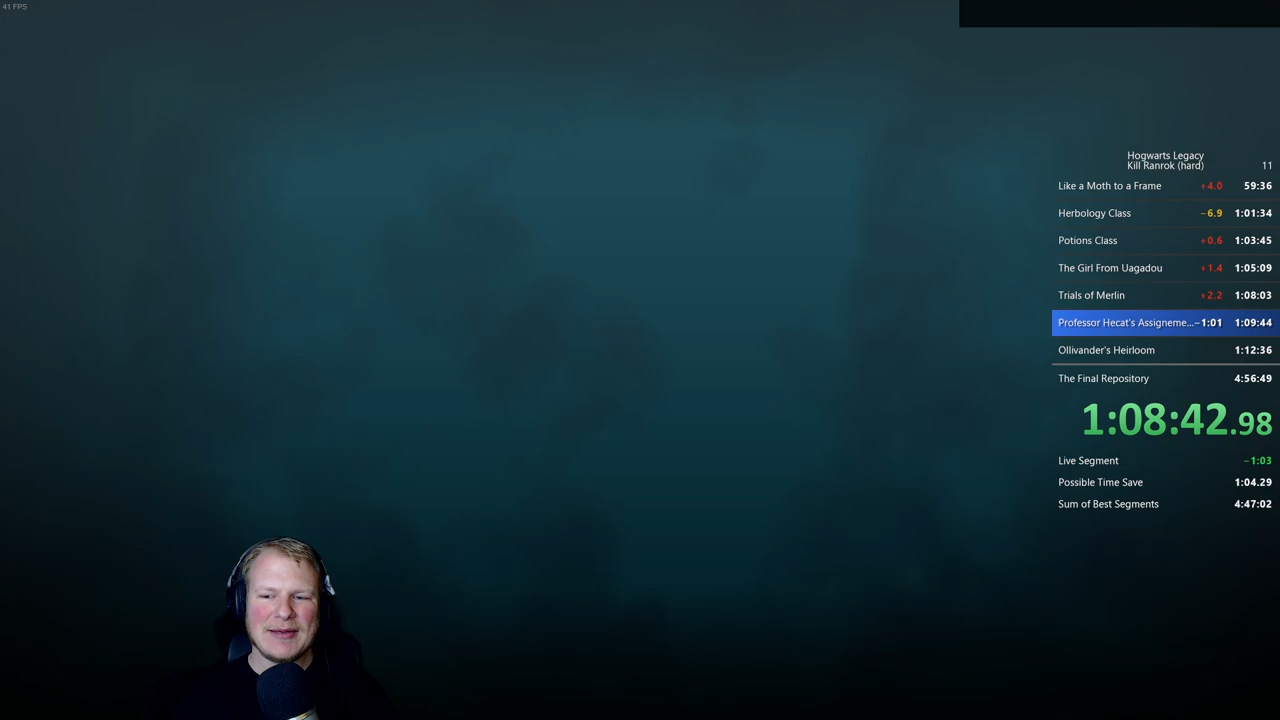 41 FPS
Hogwarts Legacy
Kill Ranrok (hard) 11
Like a Moth to a Frame +4.0 59:36
Herbology Class −6.9 1:01:34
Potions Class +0.6 1:03:45
The Girl From Uagadou +1.4 1:05:09
Trials of Merlin +2.2 1:08:03
Professor Hecat's Assigneme... −1:01 1:09:44
Ollivander's Heirloom 1:12:36
The Final Repository 4:56:49
1:08:42.98
Live Segment −1:03
Possible Time Save 1:04.29
Sum of Best Segments 4:47:02